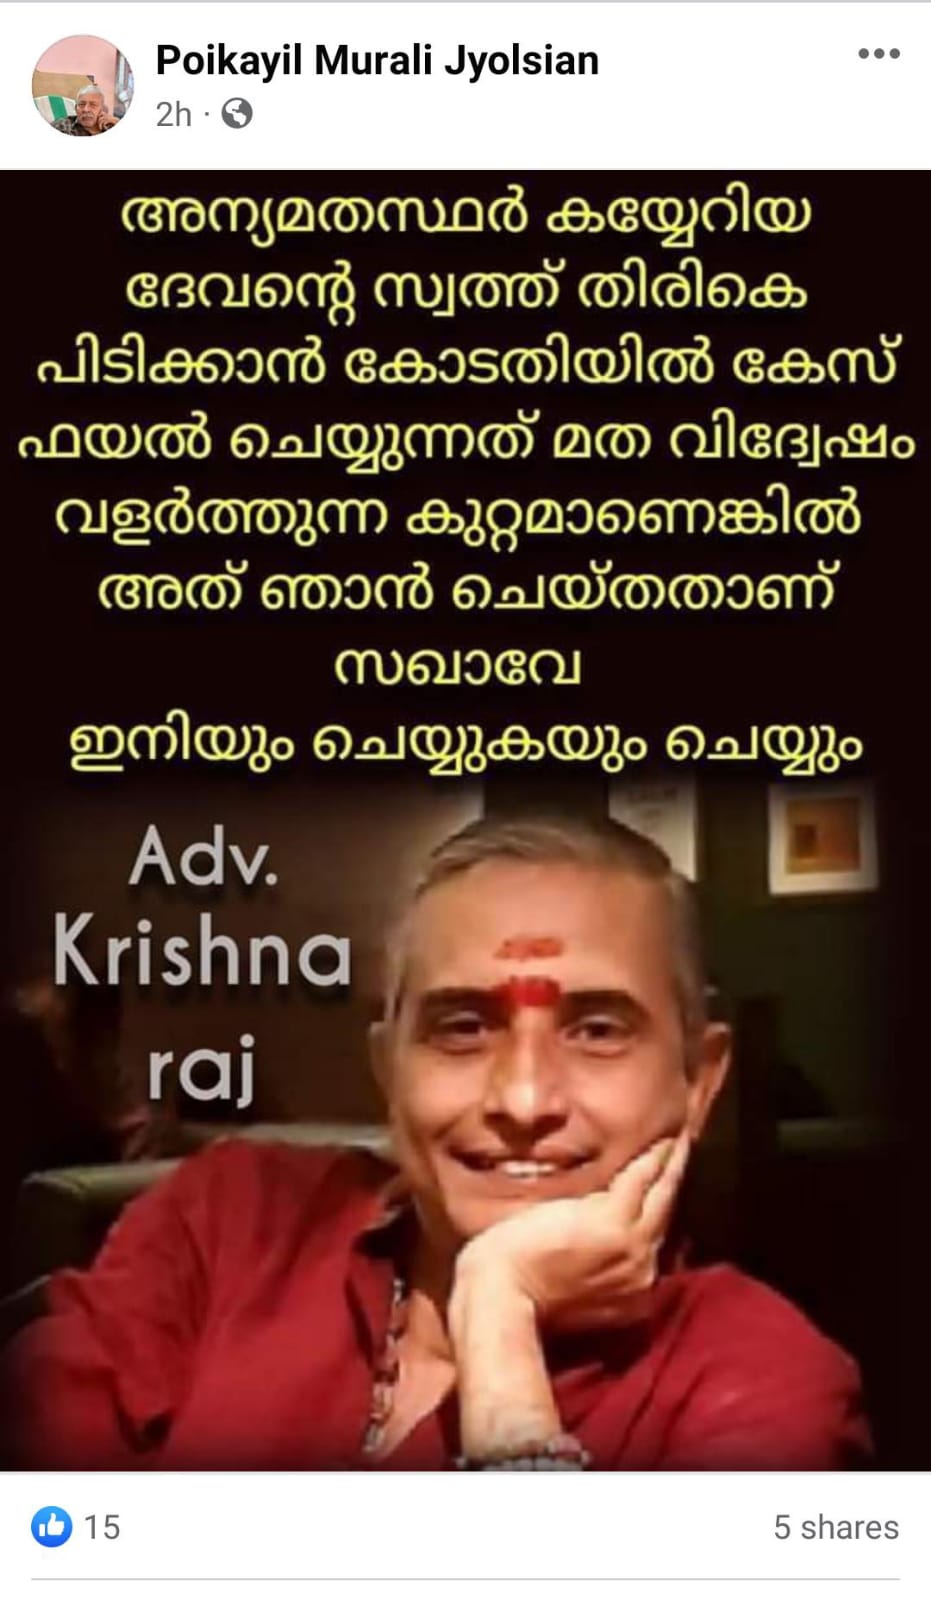 Poikayil Murali Jyolsian
2h ·
അന്യമതസ്ഥർ കയ്യേറിയ
ദേവന്റെ സ്വത്ത് തിരികെ
പിടിക്കാൻ കോടതിയിൽ കേസ്
ഫയൽ ചെയ്യുന്നത് മത വിദ്വേഷം
വളർത്തുന്ന കുറ്റമാണെങ്കിൽ
അത് ഞാൻ ചെയ്തതാണ്
സഖാവേ
ഇനിയും ചെയ്യുകയും ചെയ്യും
Adv.
Krishna
raj
15
5 shares